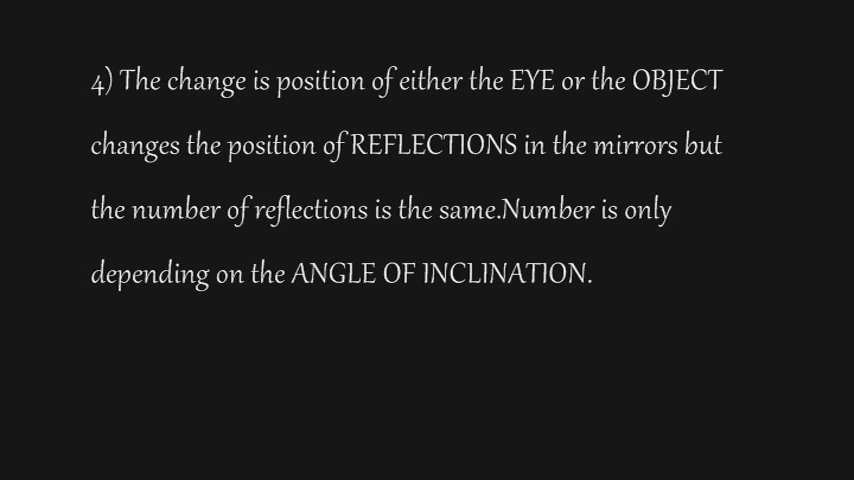 4) The change is position of either the EYE or the OBJECT
changes the position of REFLECTIONS in the mirrors but
the number of reflections is the same.Number is only
depending on the ANGLE OF INCLINATION.